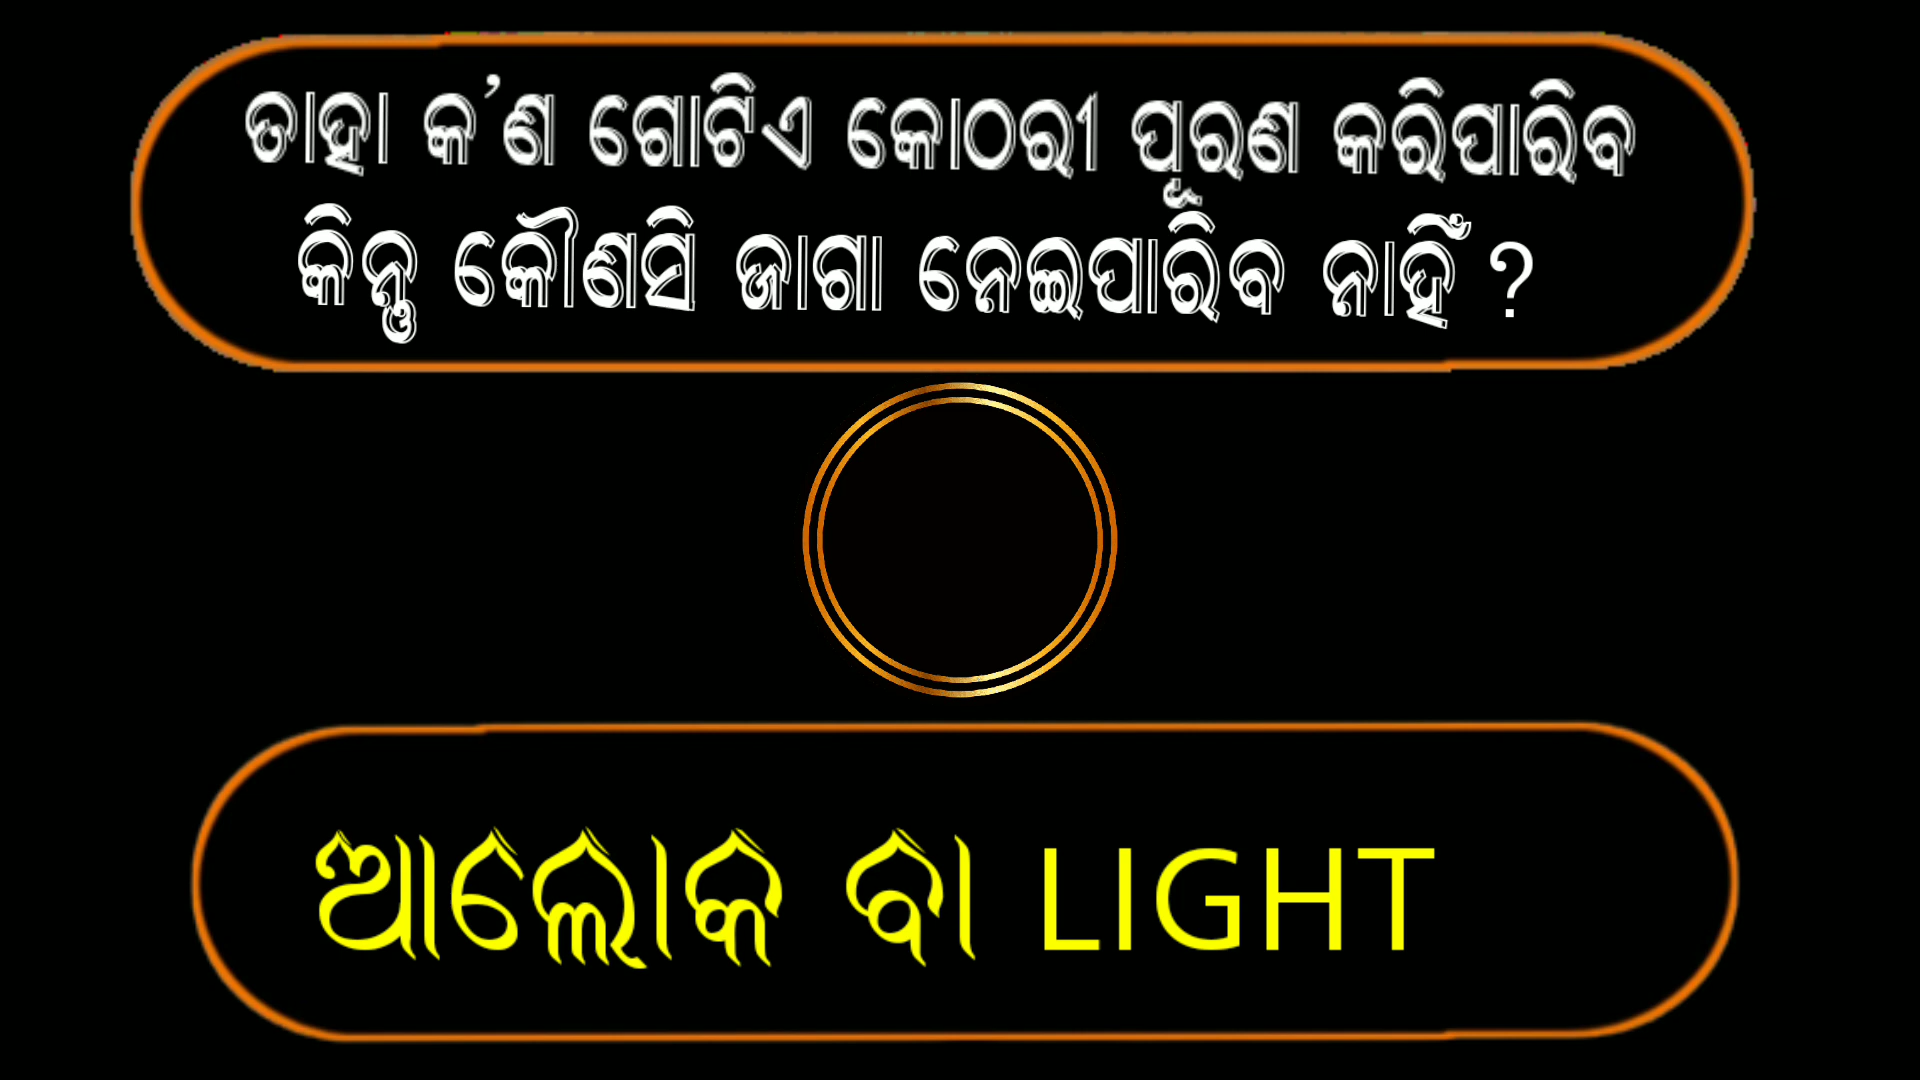 ତାହା କ'ଣ ଗୋଟିଏ କୋଠରୀ ପୂରଣ କରିପାରିବ
କିନ୍ତୁ କୌଣସି ଜାଗା ନେଇପାରିବ ନାହିଁ ?
ଆଲୋକ ବା LIGHT